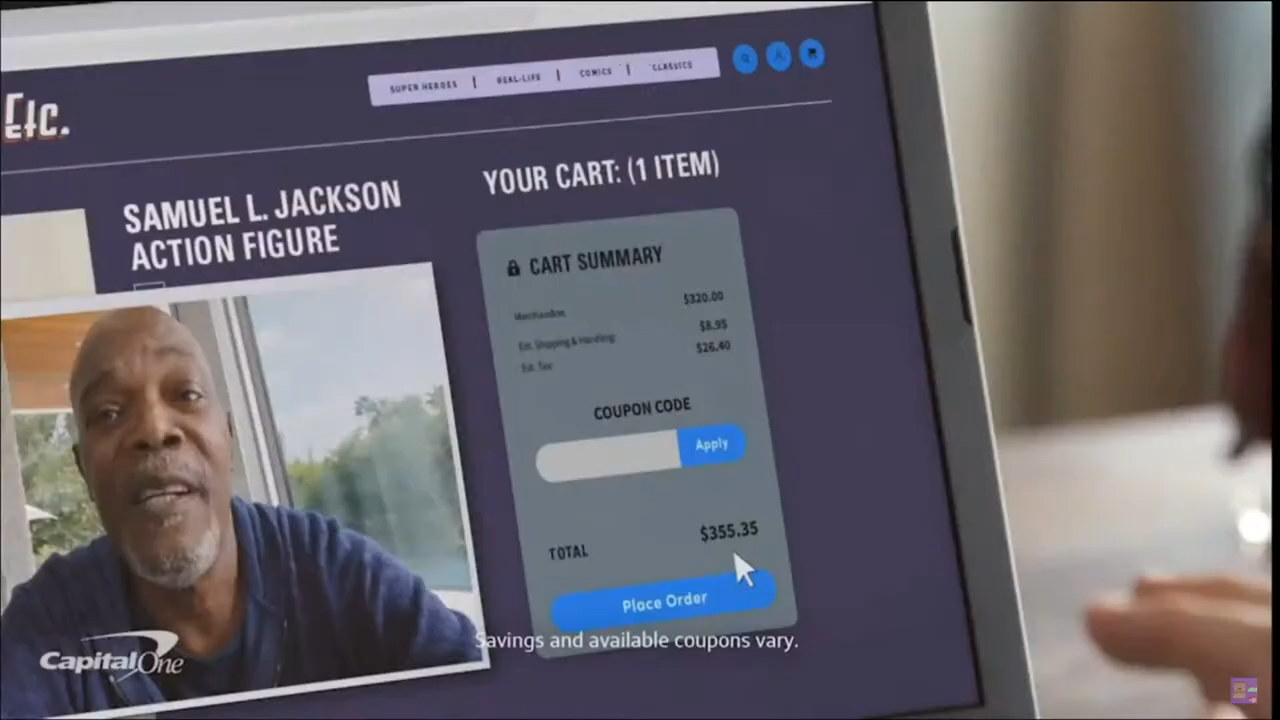 Etc.
SUPER HEROES | REAL-LIFE | COMICS | CLASSICS
SAMUEL L. JACKSON
ACTION FIGURE
YOUR CART: (1 ITEM)
CART SUMMARY
Merchandise: $320.00
Est. Shipping & Handling: $8.95
Est. Tax: $26.40
COUPON CODE
Apply
TOTAL $355.35
Place Order
Savings and available coupons vary.
Capital One